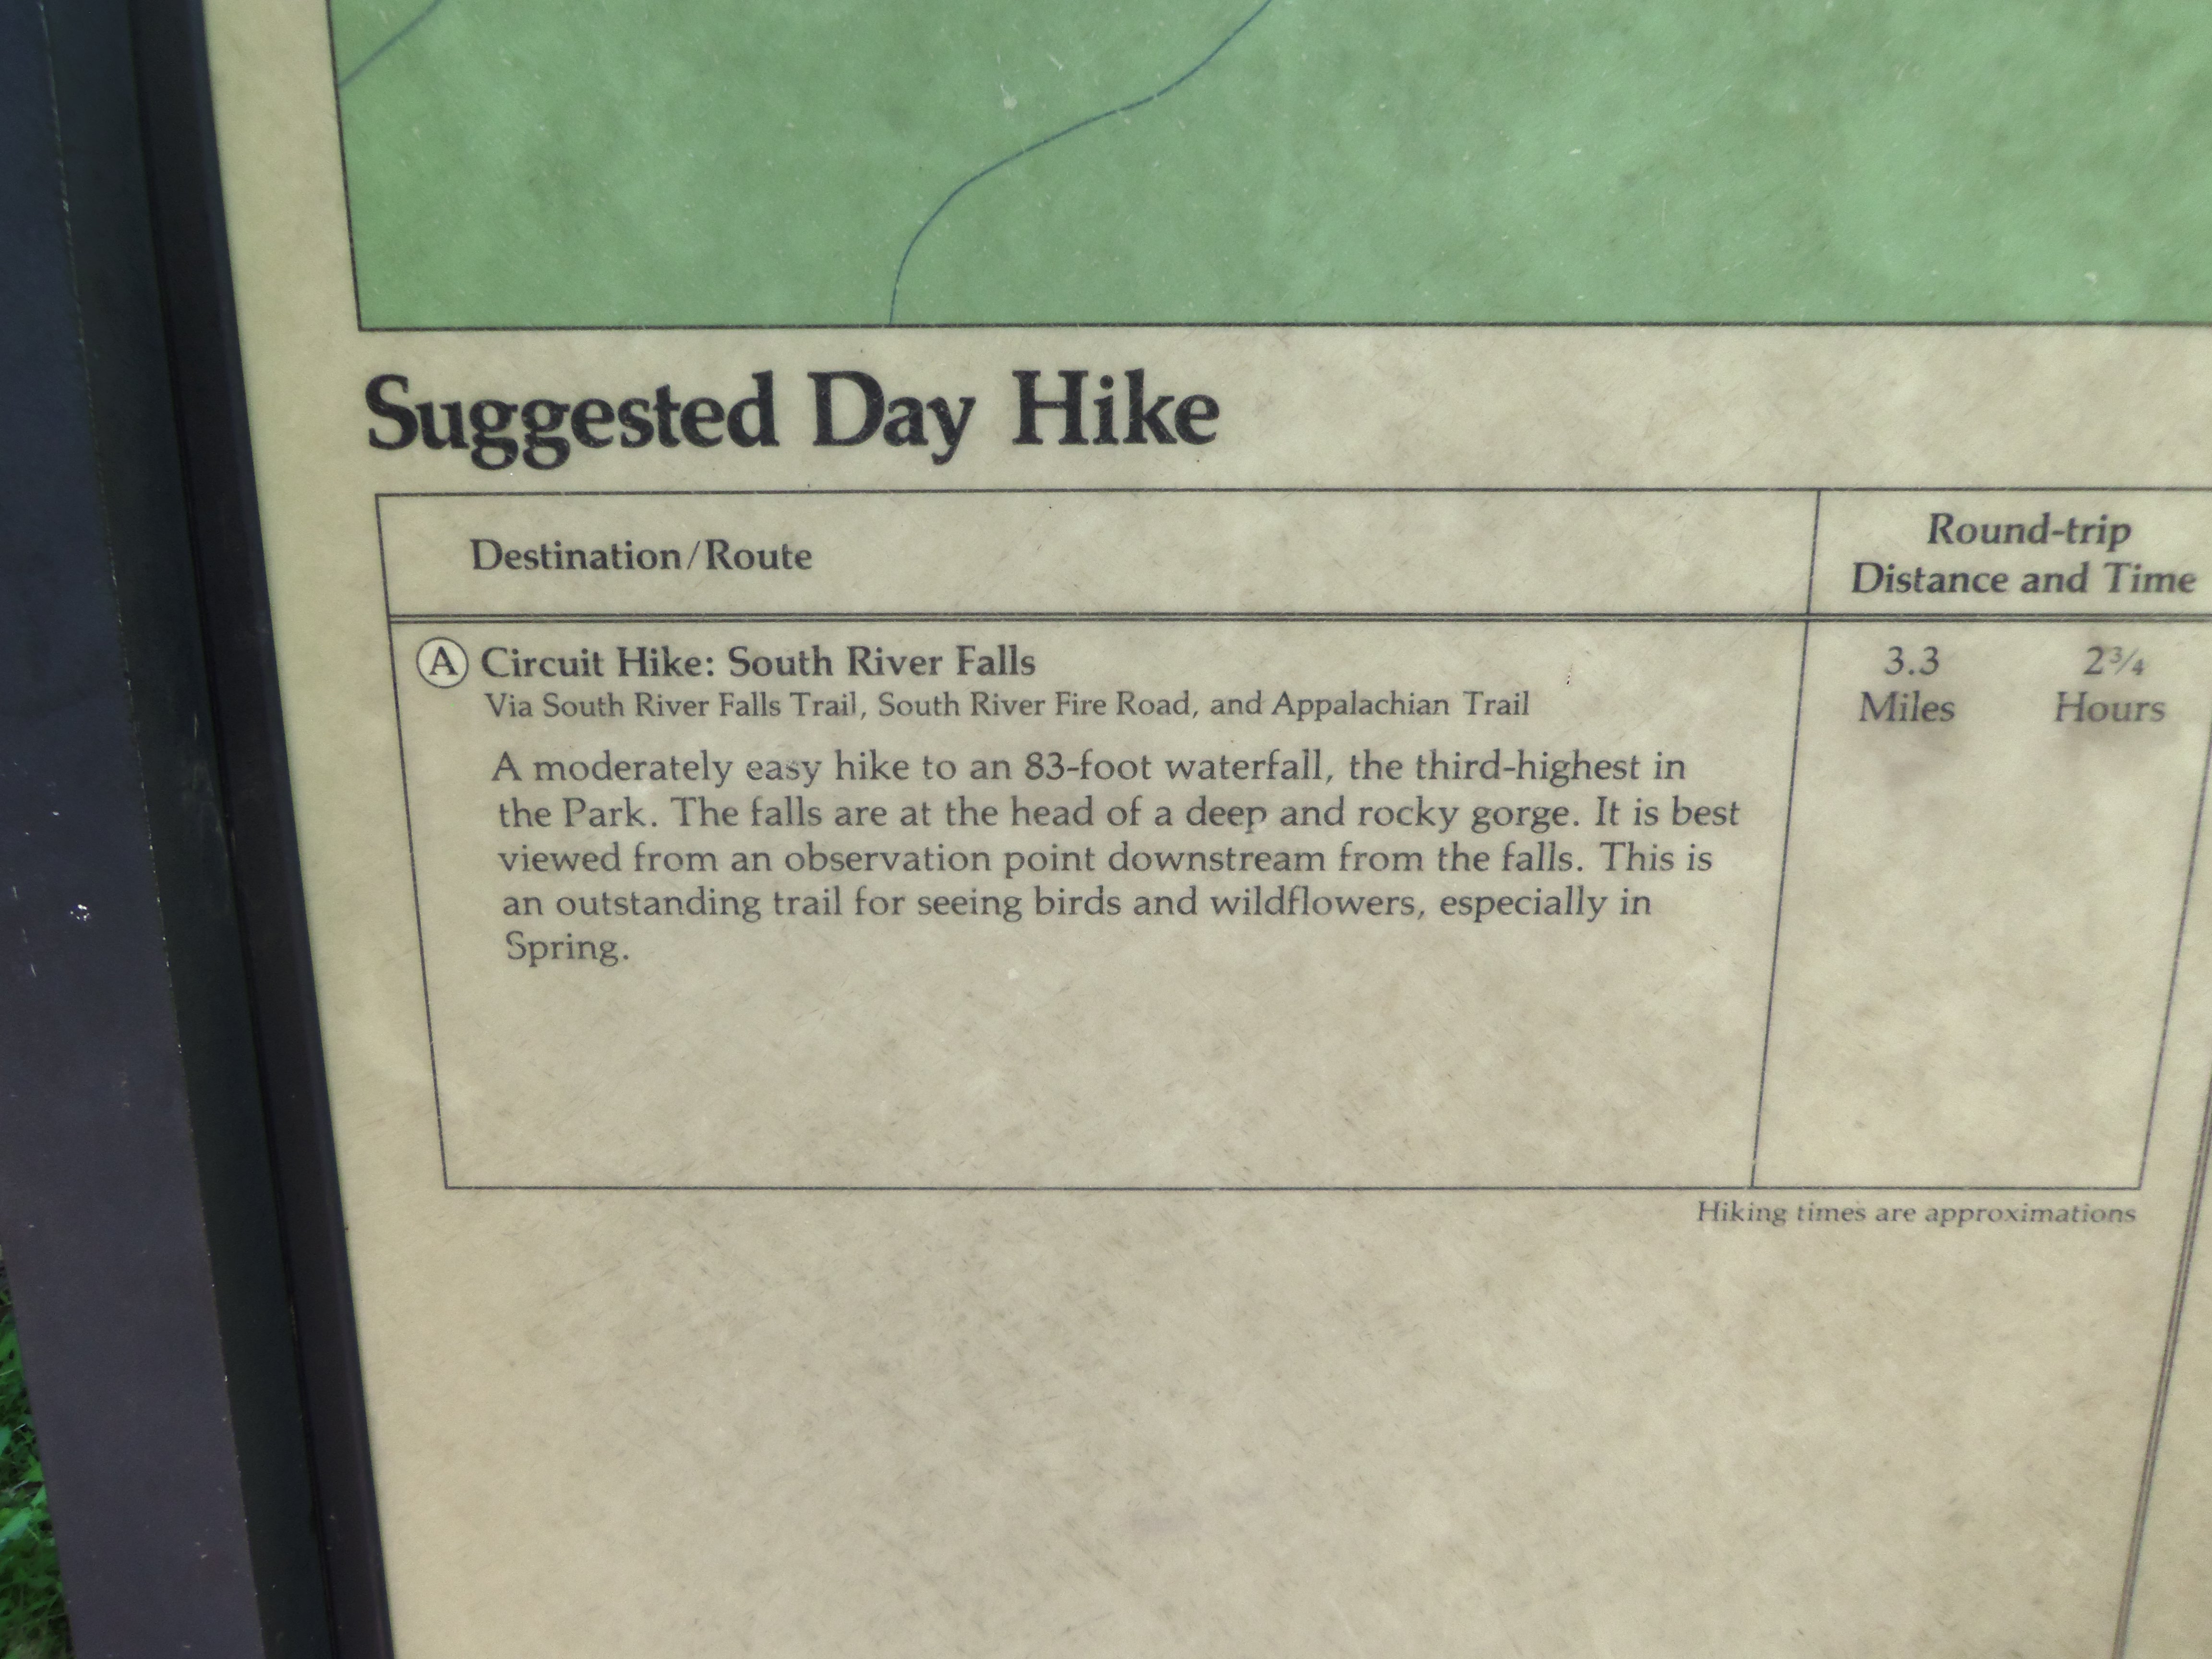 Suggested Day Hike
Destination/Route
Round-trip
Distance and Time
A Circuit Hike: South River Falls
Via South River Falls Trail, South River Fire Road, and Appalachian Trail
3.3 2¾
Miles Hours
A moderately easy hike to an 83-foot waterfall, the third-highest in
the Park. The falls are at the head of a deep and rocky gorge. It is best
viewed from an observation point downstream from the falls. This is
an outstanding trail for seeing birds and wildflowers, especially in
Spring.
Hiking times are approximations